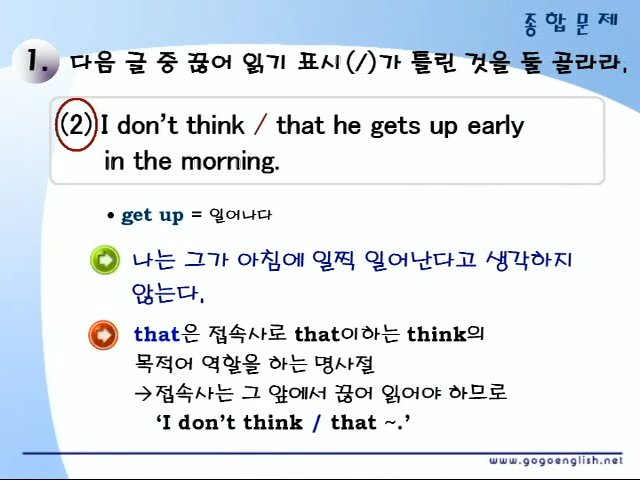 종합문제
1. 다음 글 중 끊어 읽기 표시(/)가 틀린 것을 둘 골라라.
(2) I don't think / that he gets up early
in the morning.
• get up = 일어나다
나는 그가 아침에 일찍 일어난다고 생각하지
않는다.
that은 접속사로 that이하는 think의
목적어 역할을 하는 명사절
→접속사는 그 앞에서 끊어 읽어야 하므로
‘I don’t think / that ~.’
www.gogoenglish.net